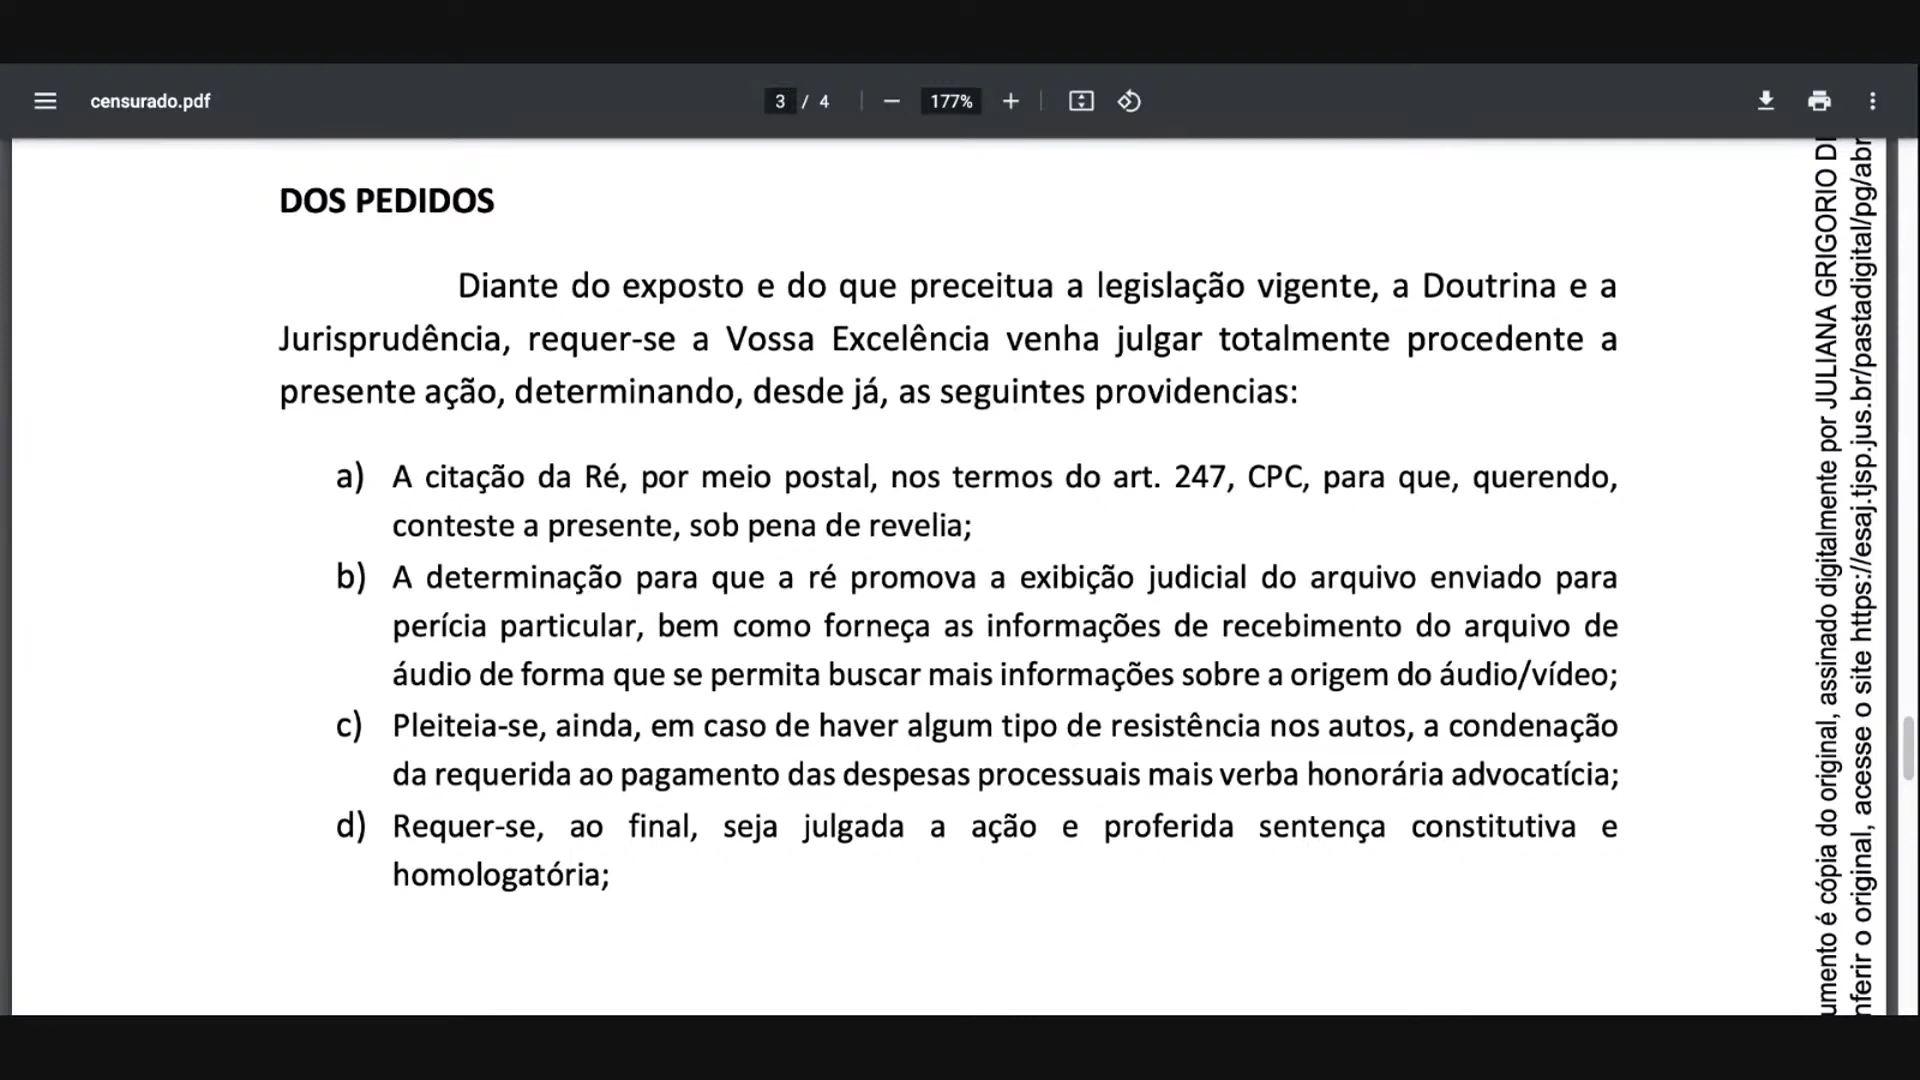 censurado.pdf
3 / 4
177%
DOS PEDIDOS
Diante do exposto e do que preceitua a legislação vigente, a Doutrina e a
Jurisprudência, requer-se a Vossa Excelência venha julgar totalmente procedente a
presente ação, determinando, desde já, as seguintes providencias:
a) A citação da Ré, por meio postal, nos termos do art. 247, CPC, para que, querendo,
conteste a presente, sob pena de revelia;
b) A determinação para que a ré promova a exibição judicial do arquivo enviado para
perícia particular, bem como forneça as informações de recebimento do arquivo de
áudio de forma que se permita buscar mais informações sobre a origem do áudio/vídeo;
c) Pleiteia-se, ainda, em caso de haver algum tipo de resistência nos autos, a condenação
da requerida ao pagamento das despesas processuais mais verba honorária advocatícia;
d) Requer-se, ao final, seja julgada a ação e proferida sentença constitutiva e
homologatória;
umento é cópia do original, assinado digitalmente por JULIANA GRIGORIO D
nferir o original, acesse o site https://esaj.tjsp.jus.br/pastadigital/pg/abr